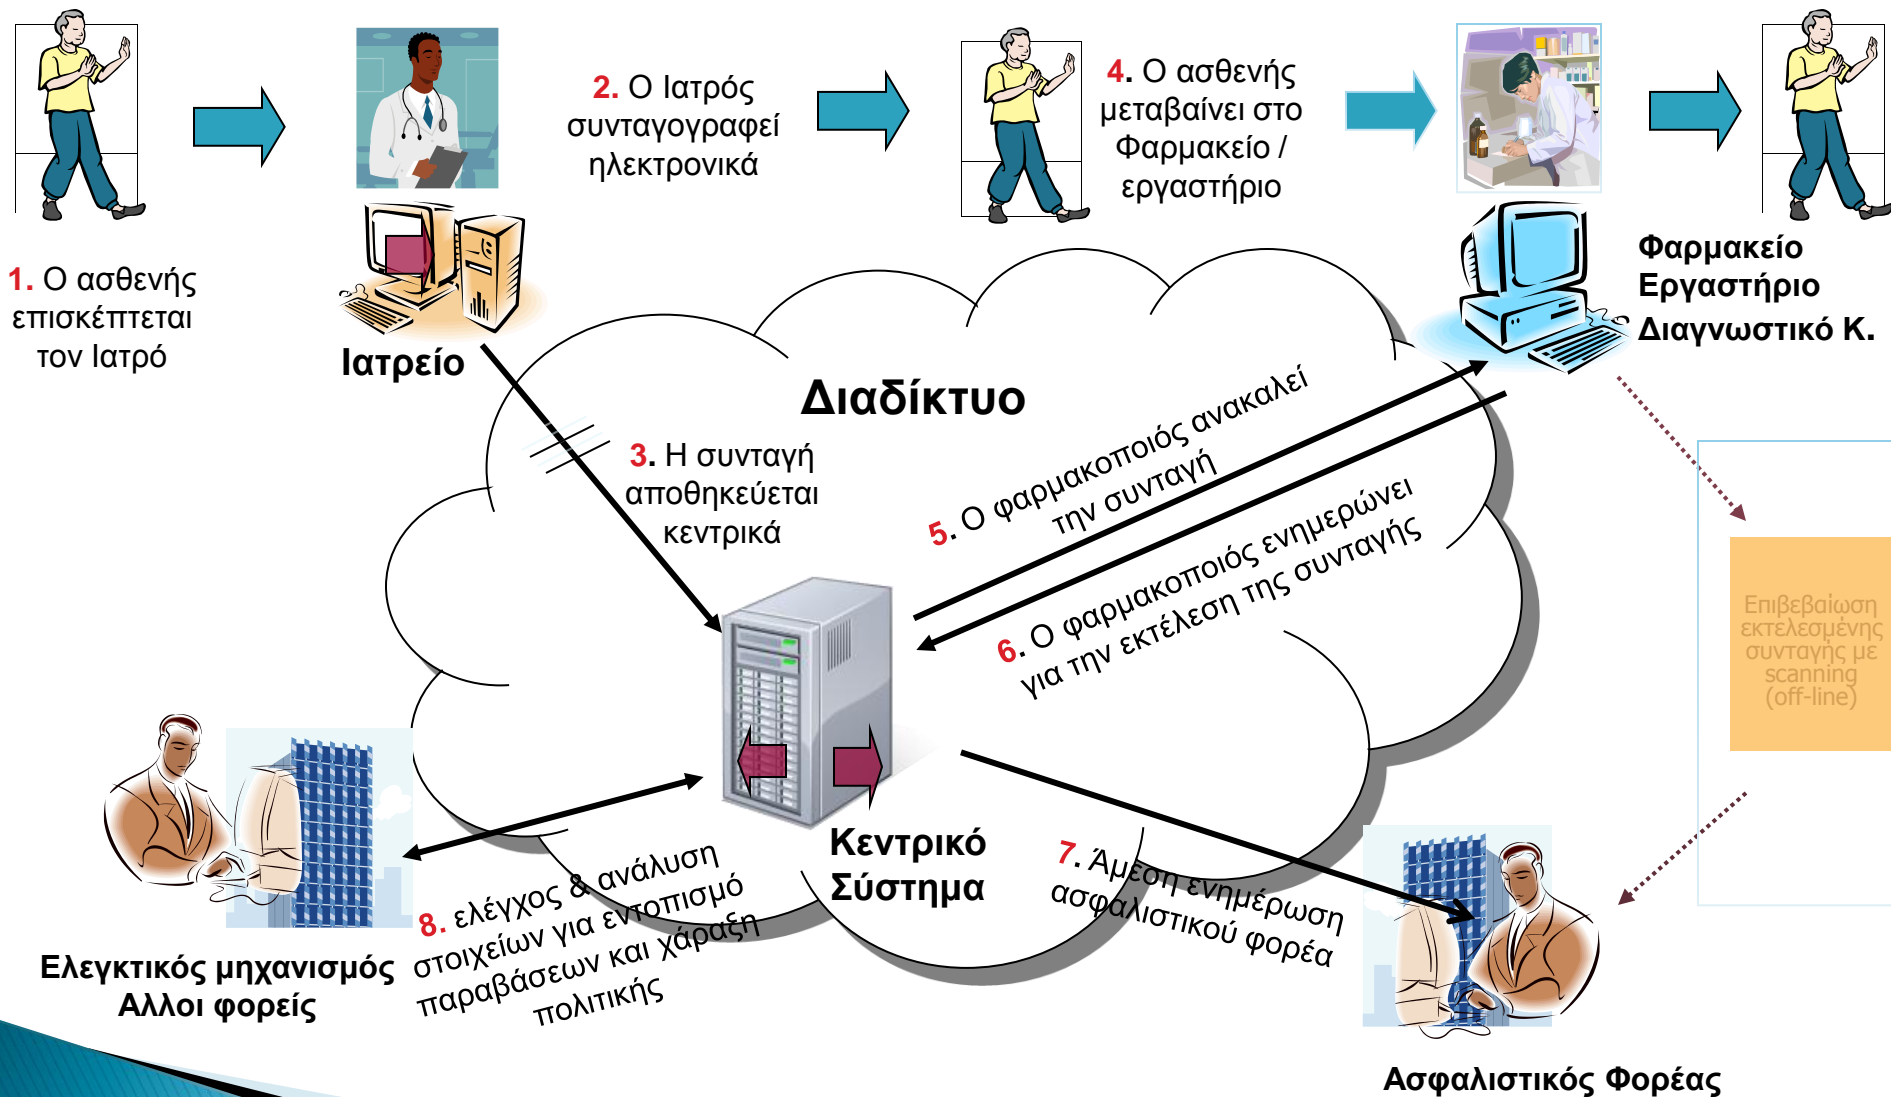 1. Ο ασθενής
επισκέπτεται
τον Ιατρό
2. Ο Ιατρός
συνταγογραφεί
ηλεκτρονικά
4. Ο ασθενής
μεταβαίνει στο
Φαρμακείο /
εργαστήριο
Ιατρείο
Φαρμακείο
Εργαστήριο
Διαγνωστικό Κ.
Διαδίκτυο
3. Η συνταγή
αποθηκεύεται
κεντρικά
5. Ο φαρμακοποιός ανακαλεί
την συνταγή
6. Ο φαρμακοποιός ενημερώνει
για την εκτέλεση της συνταγής
Επιβεβαίωση
εκτελεσμένης
συνταγής με
scanning
(off-line)
Κεντρικό
Σύστημα
7. Άμεση ενημέρωση
ασφαλιστικού φορέα
8. ελέγχος & ανάλυση
στοιχείων για εντοπισμό
παραβάσεων και χάραξη
πολιτικής
Ελεγκτικός μηχανισμός
Αλλοι φορείς
Ασφαλιστικός Φορέας